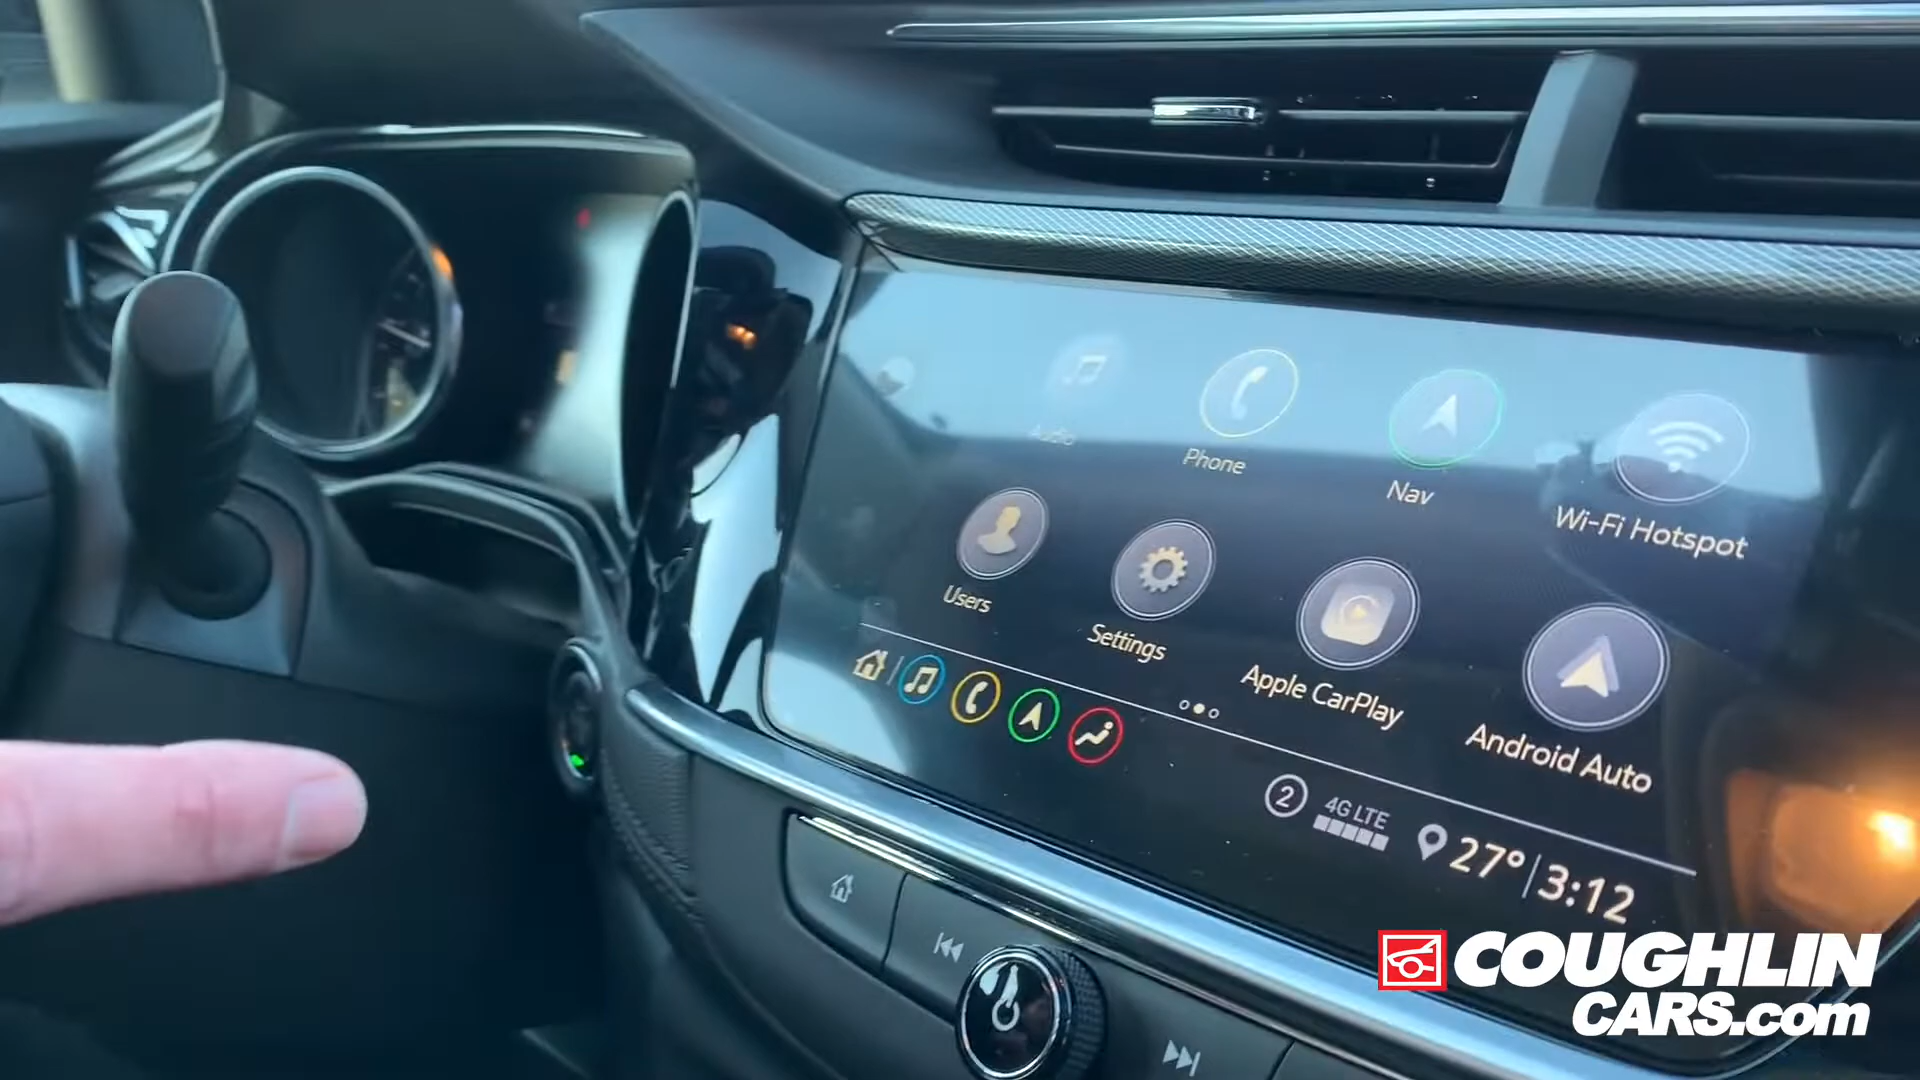 Audio
Phone
Nav
Wi-Fi Hotspot
Users
Settings
Apple CarPlay
Android Auto
2
4G LTE
27° 3:12
COUGHLIN
CARS.com